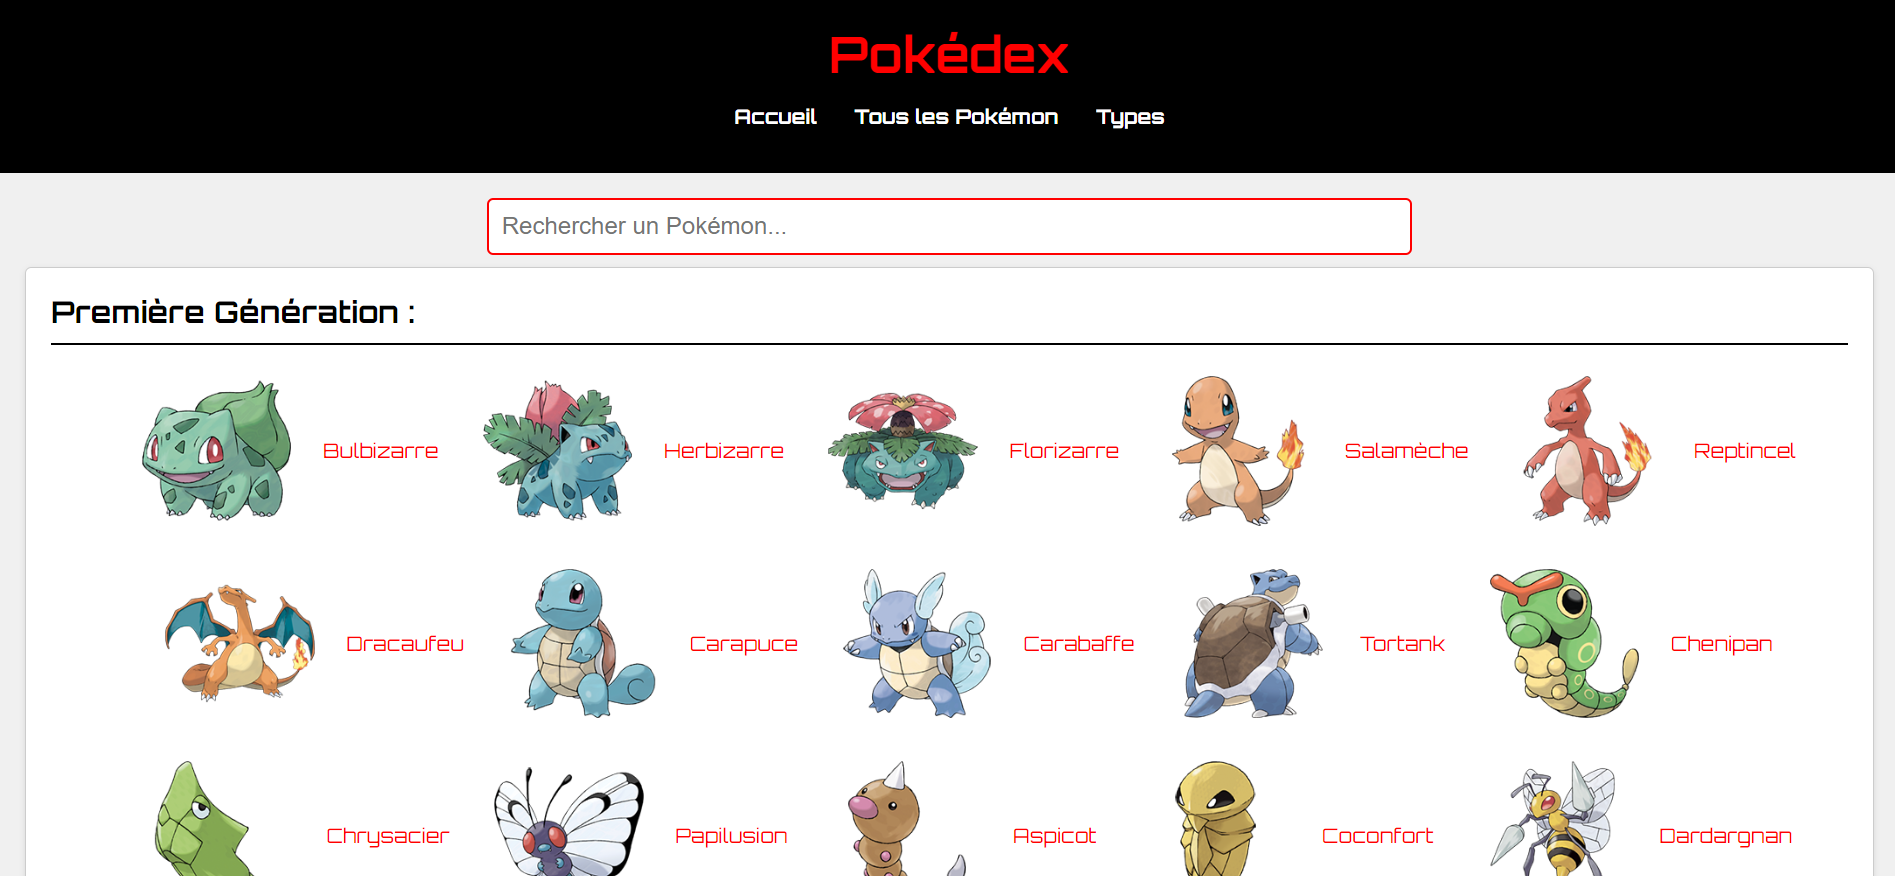 Pokédex
Accueil Tous les Pokémon Types
Rechercher un Pokémon...
Première Génération :
Bulbizarre Herbizarre Florizarre Salamèche Reptincel
Dracaufeu Carapuce Carabaffe Tortank Chenipan
Chrysacier Papilusion Aspicot Coconfort Dardargnan